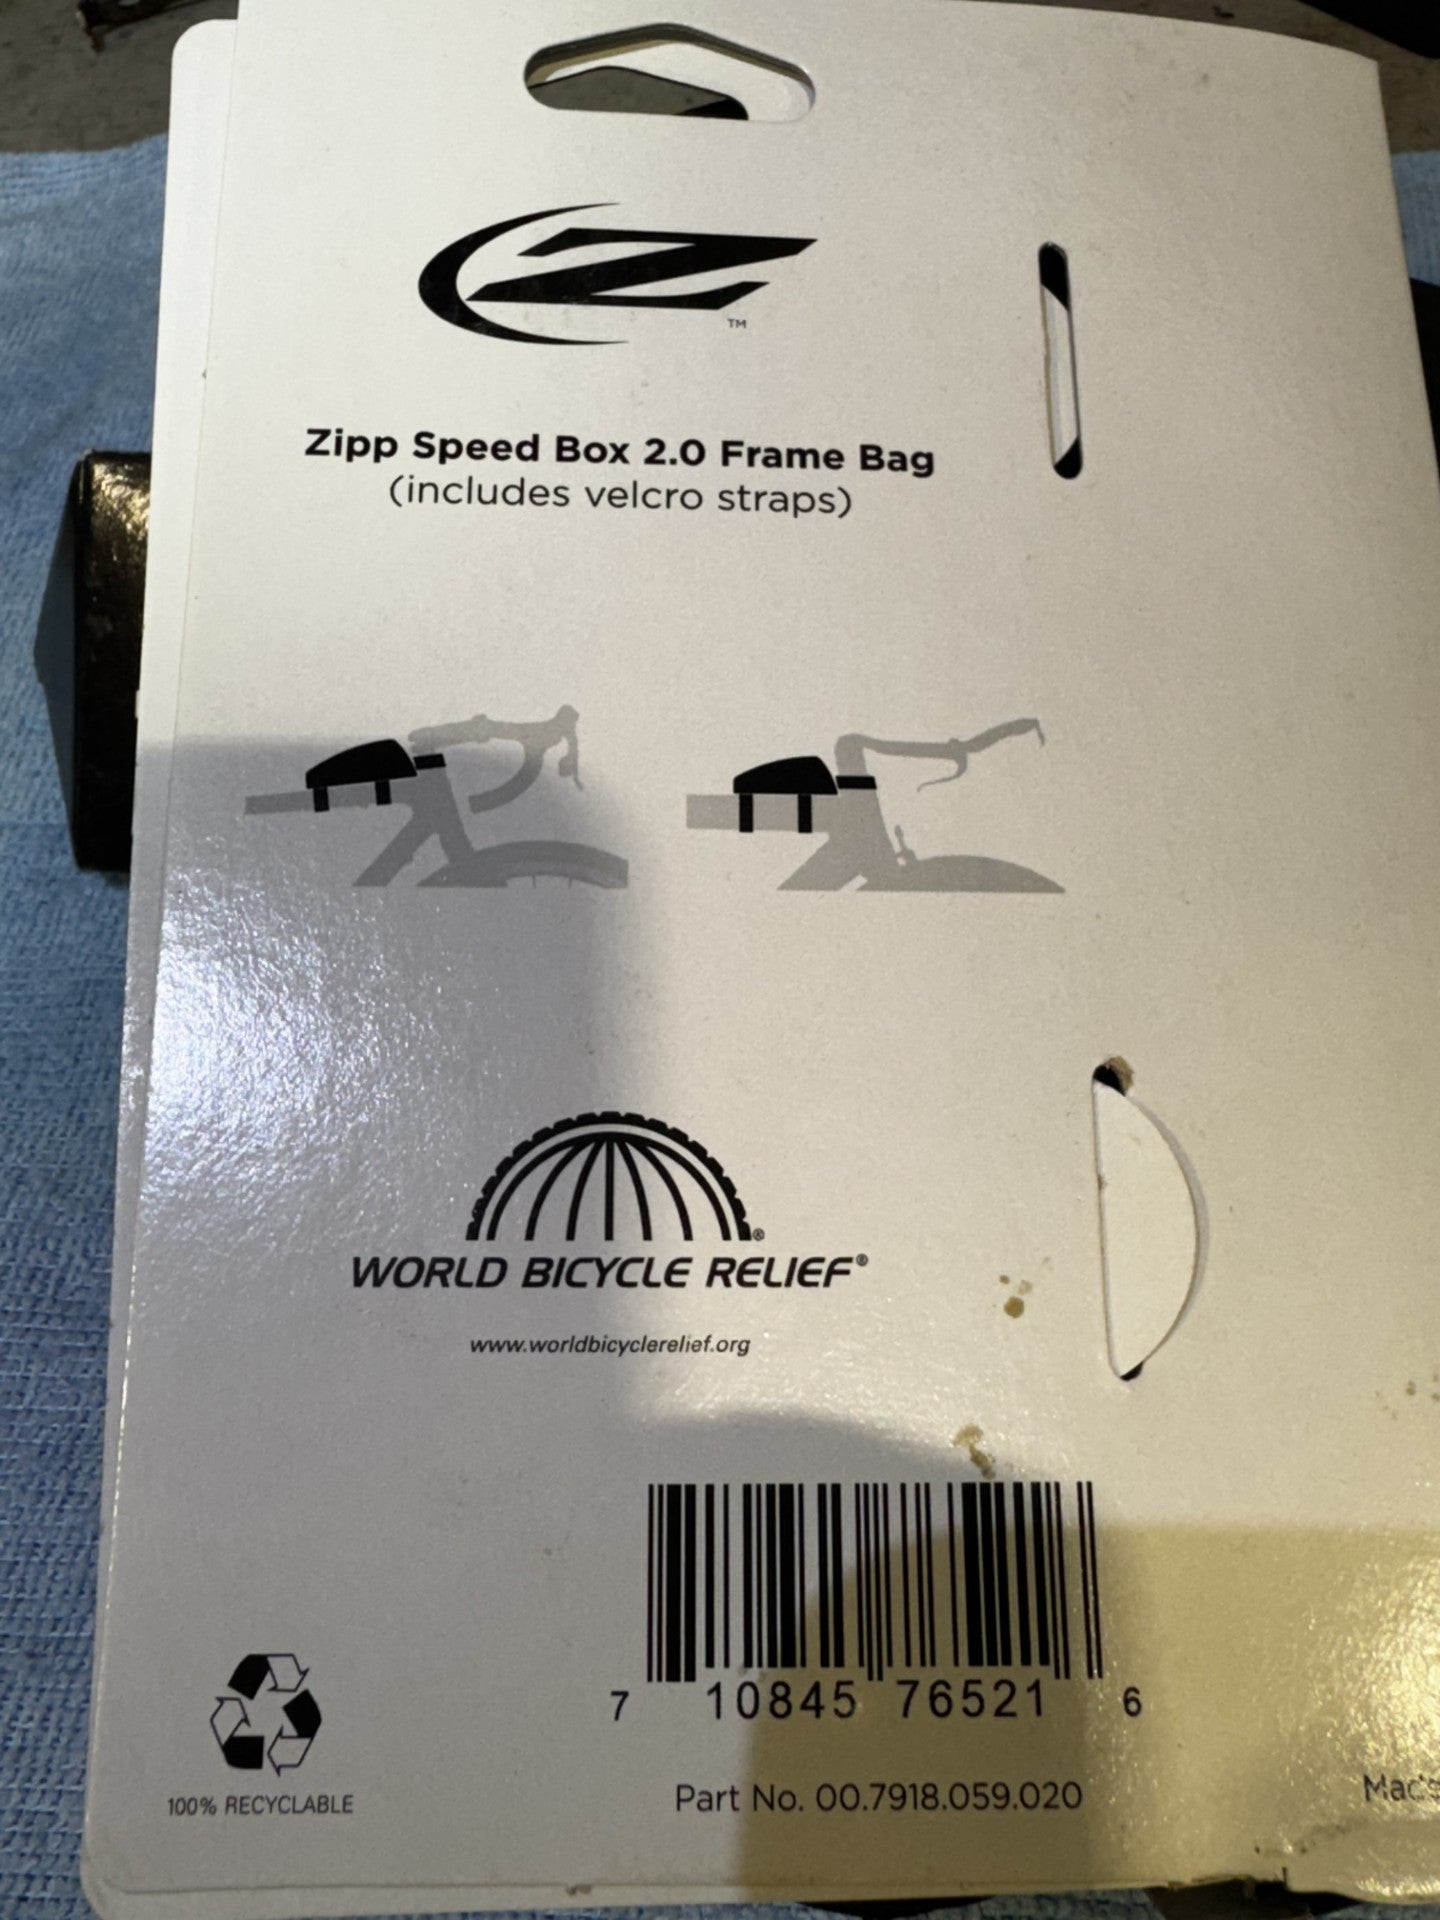 Z
TM
Zipp Speed Box 2.0 Frame Bag
(includes velcro straps)
WORLD BICYCLE RELIEF®
www.worldbicyclerelief.org
7 10845 76521 6
100% RECYCLABLE
Part No. 00.7918.059.020